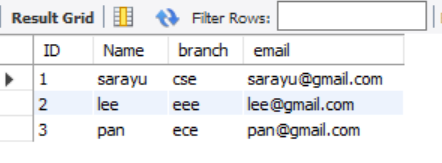 Result Grid Filter Rows:
ID Name branch email
1 sarayu cse sarayu@gmail.com
2 lee eee lee@gmail.com
3 pan ece pan@gmail.com